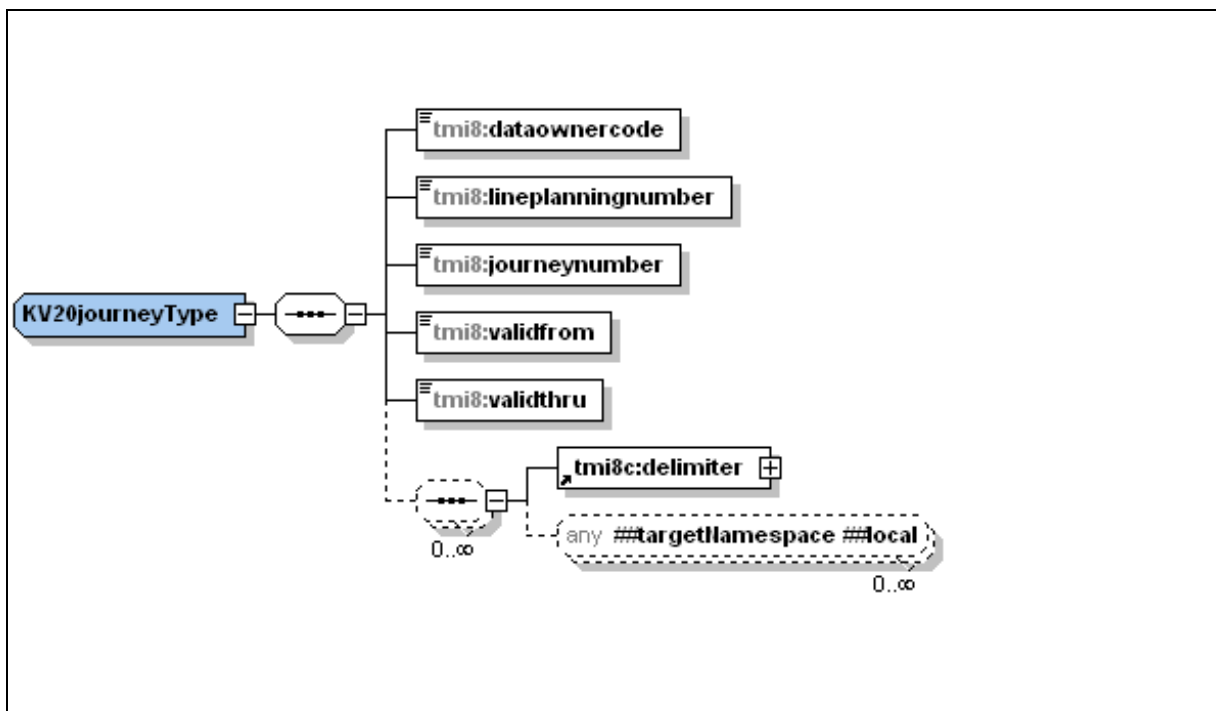 tmi8:dataownercode
tmi8:lineplanningnumber
tmi8:journeynumber
KV20journeyType
tmi8:validfrom
tmi8:validthru
tmi8c:delimiter
any ##targetNamespace ##local
0..∞
0..∞